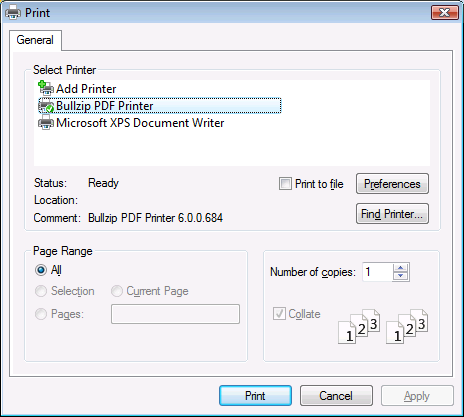 Print
General
Select Printer
Add Printer
Bullzip PDF Printer
Microsoft XPS Document Writer
Status: Ready
Print to file
Preferences
Location:
Comment: Bullzip PDF Printer 6.0.0.684
Find Printer...
Page Range
All
Selection Current Page
Pages:
Number of copies: 1
Collate
1 2 3 1 2 3
Print Cancel Apply